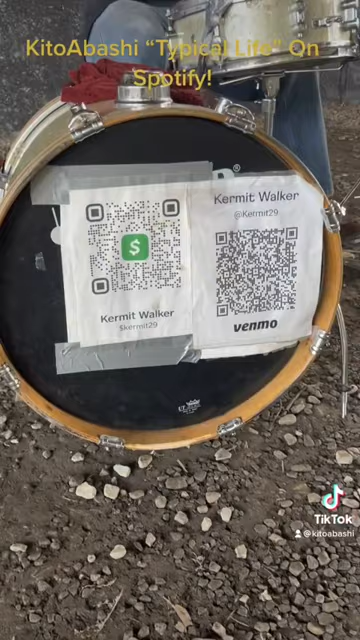 KitoAbashi “Typical Life” On
Spotify!
Kermit Walker
@Kermit29
$
Kermit Walker
$kermit29
venmo
TikTok
@kitoabashi